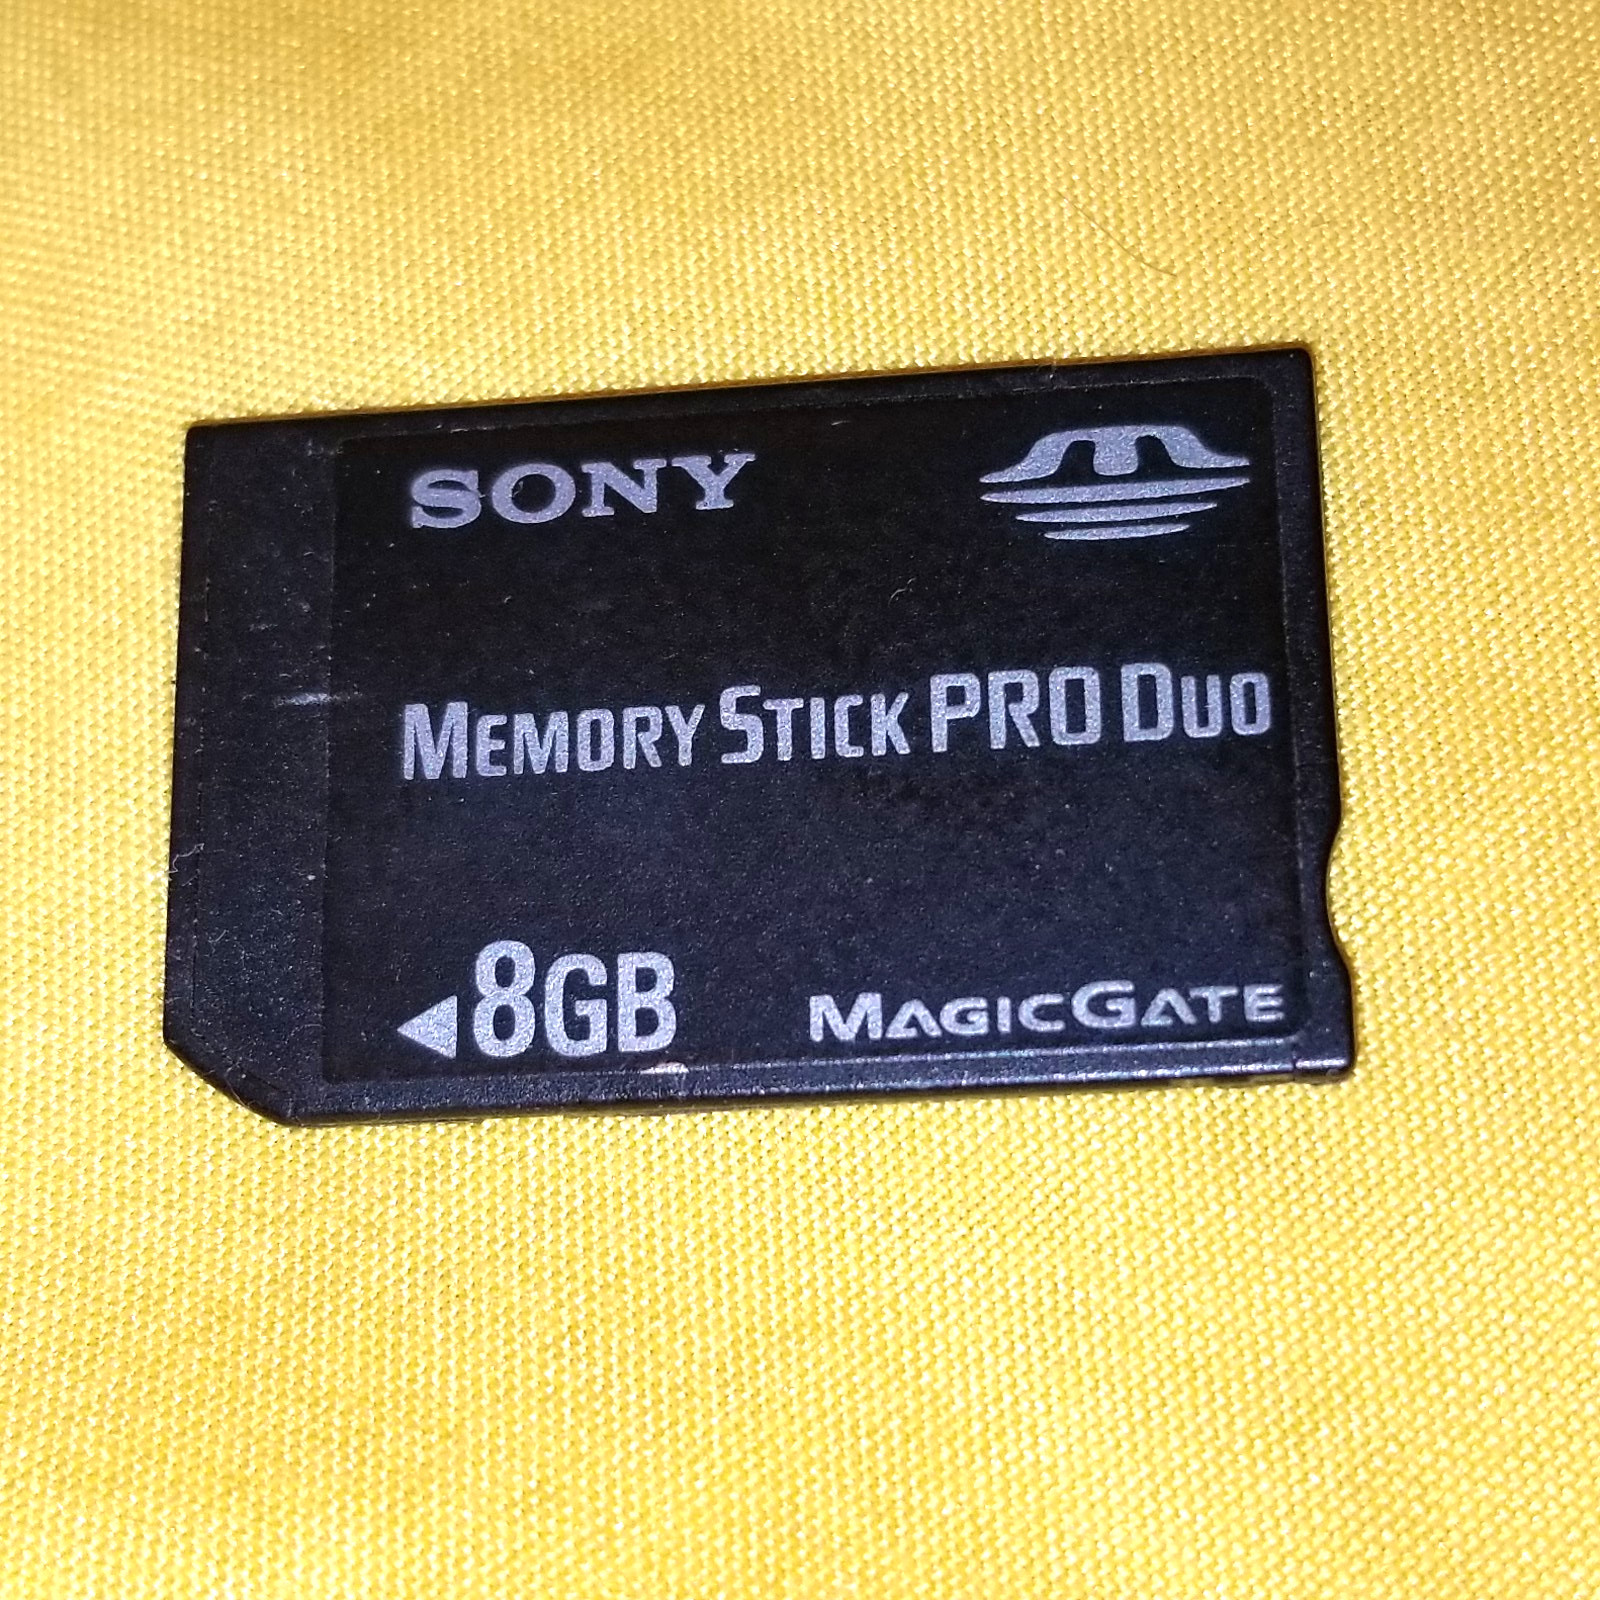 SONY
MEMORY STICK PRO DUO
8GB
MAGICGATE